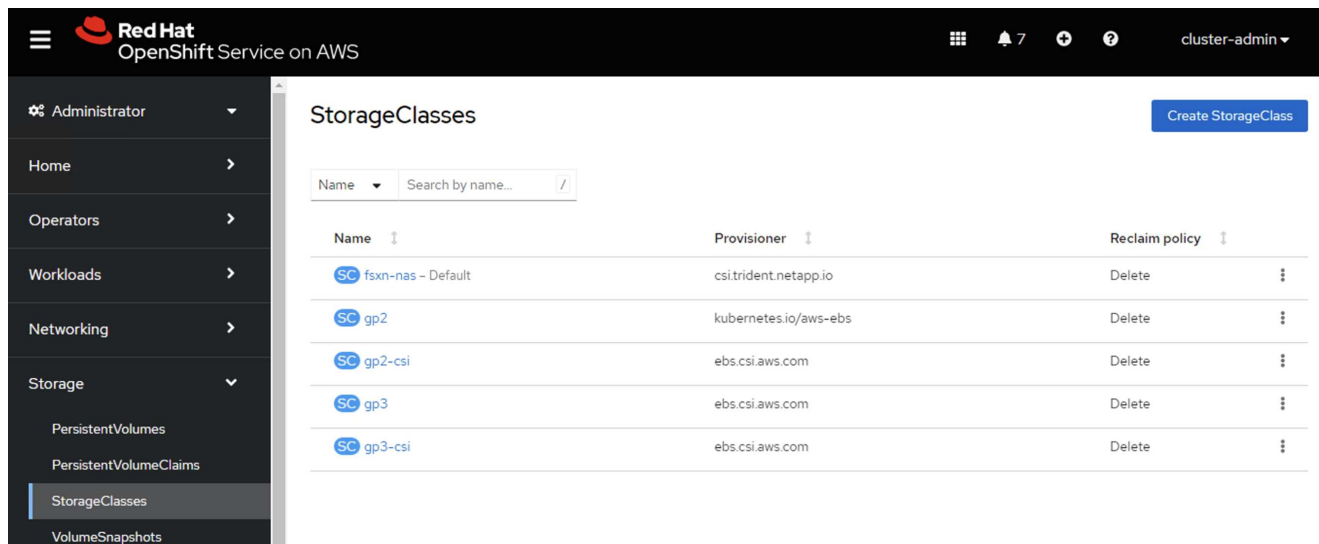 Red Hat
OpenShift Service on AWS
7
cluster-admin
Administrator
Home
Operators
Workloads
Networking
Storage
PersistentVolumes
PersistentVolumeClaims
StorageClasses
VolumeSnapshots
StorageClasses
Create StorageClass
Name Search by name... /
Name Provisioner Reclaim policy
SC fsxn-nas – Default csi.trident.netapp.io Delete
SC gp2 kubernetes.io/aws-ebs Delete
SC gp2-csi ebs.csi.aws.com Delete
SC gp3 ebs.csi.aws.com Delete
SC gp3-csi ebs.csi.aws.com Delete